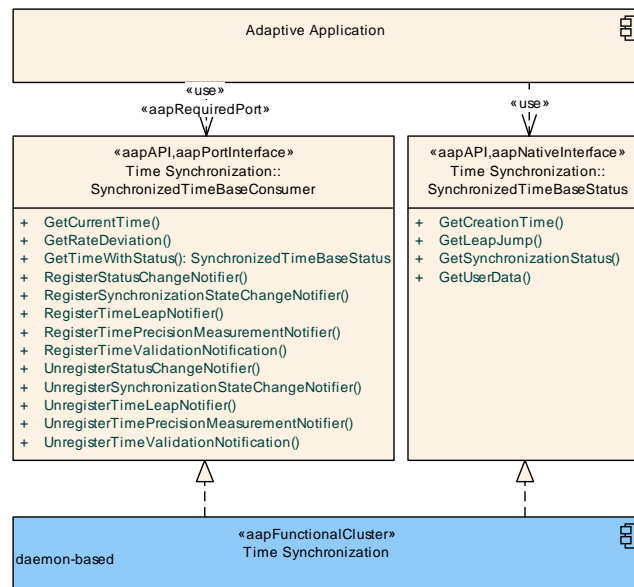 Adaptive Application
«use»
«aapRequiredPort»
«use»
«aapAPI,aapPortInterface»
Time Synchronization::
SynchronizedTimeBaseConsumer
+ GetCurrentTime()
+ GetRateDeviation()
+ GetTimeWithStatus(): SynchronizedTimeBaseStatus
+ RegisterStatusChangeNotifier()
+ RegisterSynchronizationStateChangeNotifier()
+ RegisterTimeLeapNotifier()
+ RegisterTimePrecisionMeasurementNotifier()
+ RegisterTimeValidationNotification()
+ UnregisterStatusChangeNotifier()
+ UnregisterSynchronizationStateChangeNotifier()
+ UnregisterTimeLeapNotifier()
+ UnregisterTimePrecisionMeasurementNotifier()
+ UnregisterTimeValidationNotification()
«aapAPI,aapNativeInterface»
Time Synchronization::
SynchronizedTimeBaseStatus
+ GetCreationTime()
+ GetLeapJump()
+ GetSynchronizationStatus()
+ GetUserData()
«aapFunctionalCluster»
Time Synchronization
daemon-based